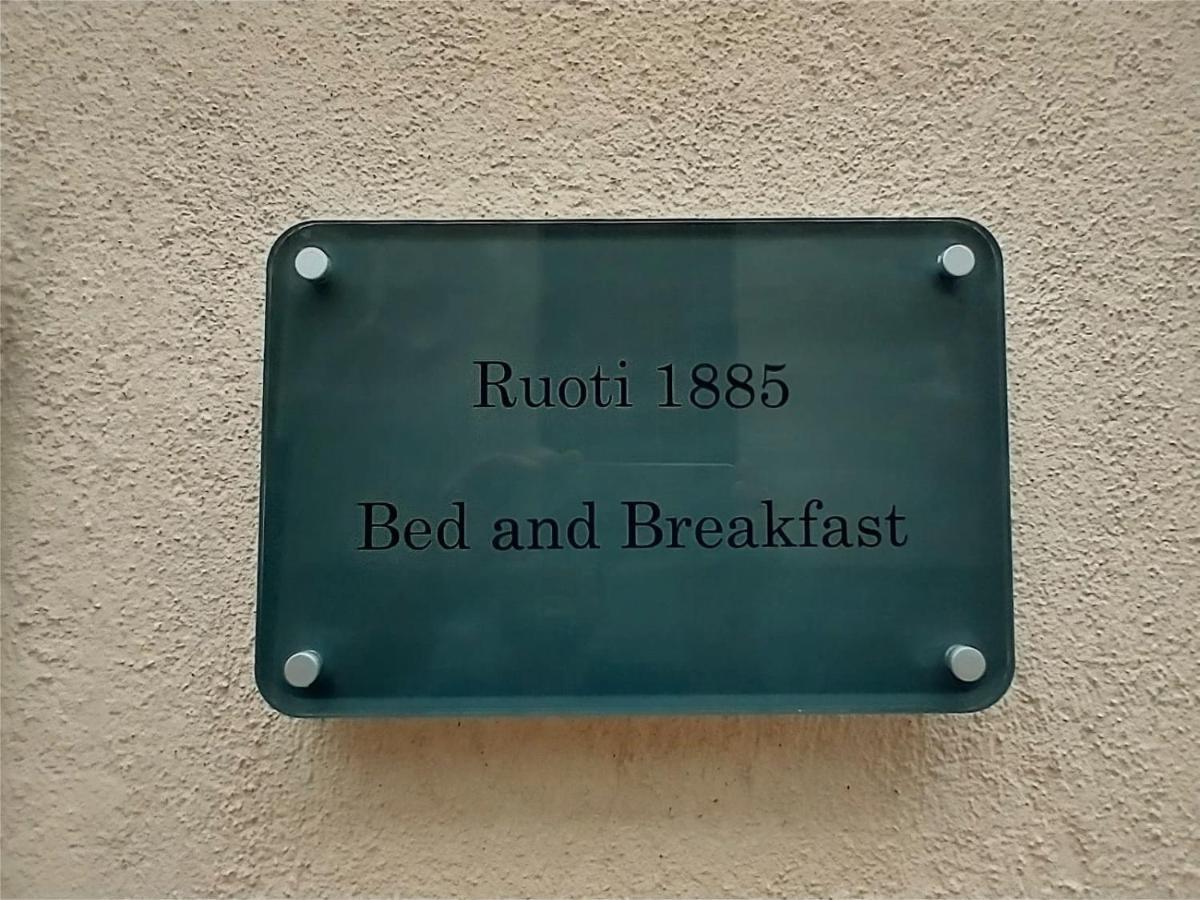 Ruoti 1885
Bed and Breakfast